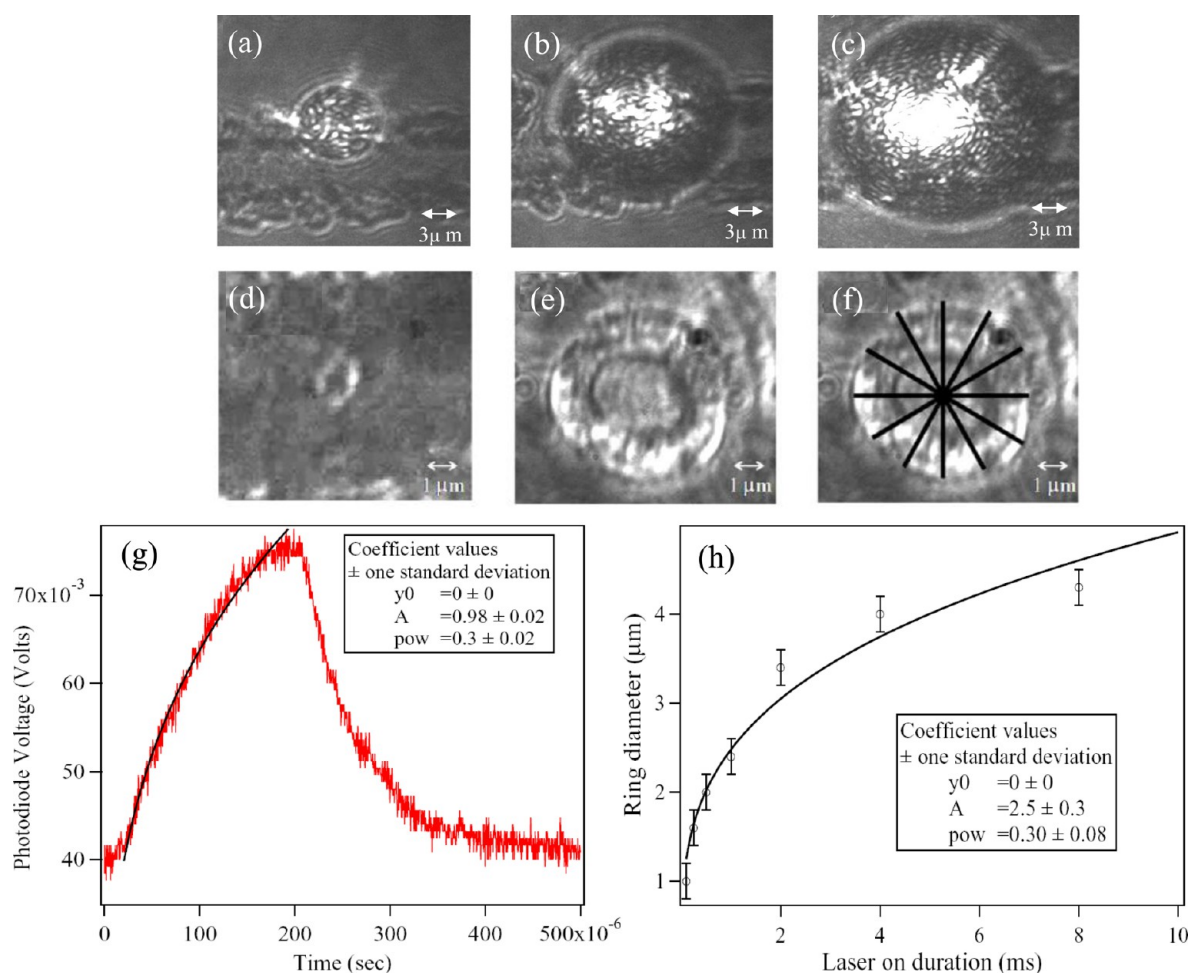 (a)
(b)
(c)
3μ m
3μ m
3μ m
(d)
(e)
(f)
1 μm
1 μm
1 μm
(g)
Coefficient values
± one standard deviation
y0 =0 ± 0
A =0.98 ± 0.02
pow =0.3 ± 0.02
70x10⁻³
60
50
40
Photodiode Voltage (Volts)
0
100
200
300
400
500x10⁻⁶
Time (sec)
(h)
Coefficient values
± one standard deviation
y0 =0 ± 0
A =2.5 ± 0.3
pow =0.30 ± 0.08
4
3
2
1
Ring diameter (μm)
2
4
6
8
10
Laser on duration (ms)